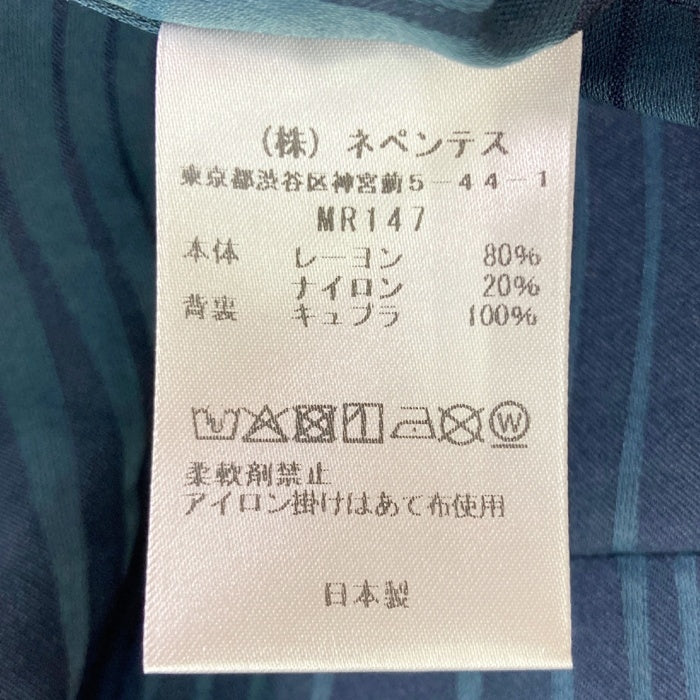 （株）ネペンテス
東京都渋谷区神宮前5－44－1
MR147
本体 レーヨン 80%
ナイロン 20%
背裏 キュプラ 100%
W
柔軟剤禁止
アイロン掛けはあて布使用
日本製